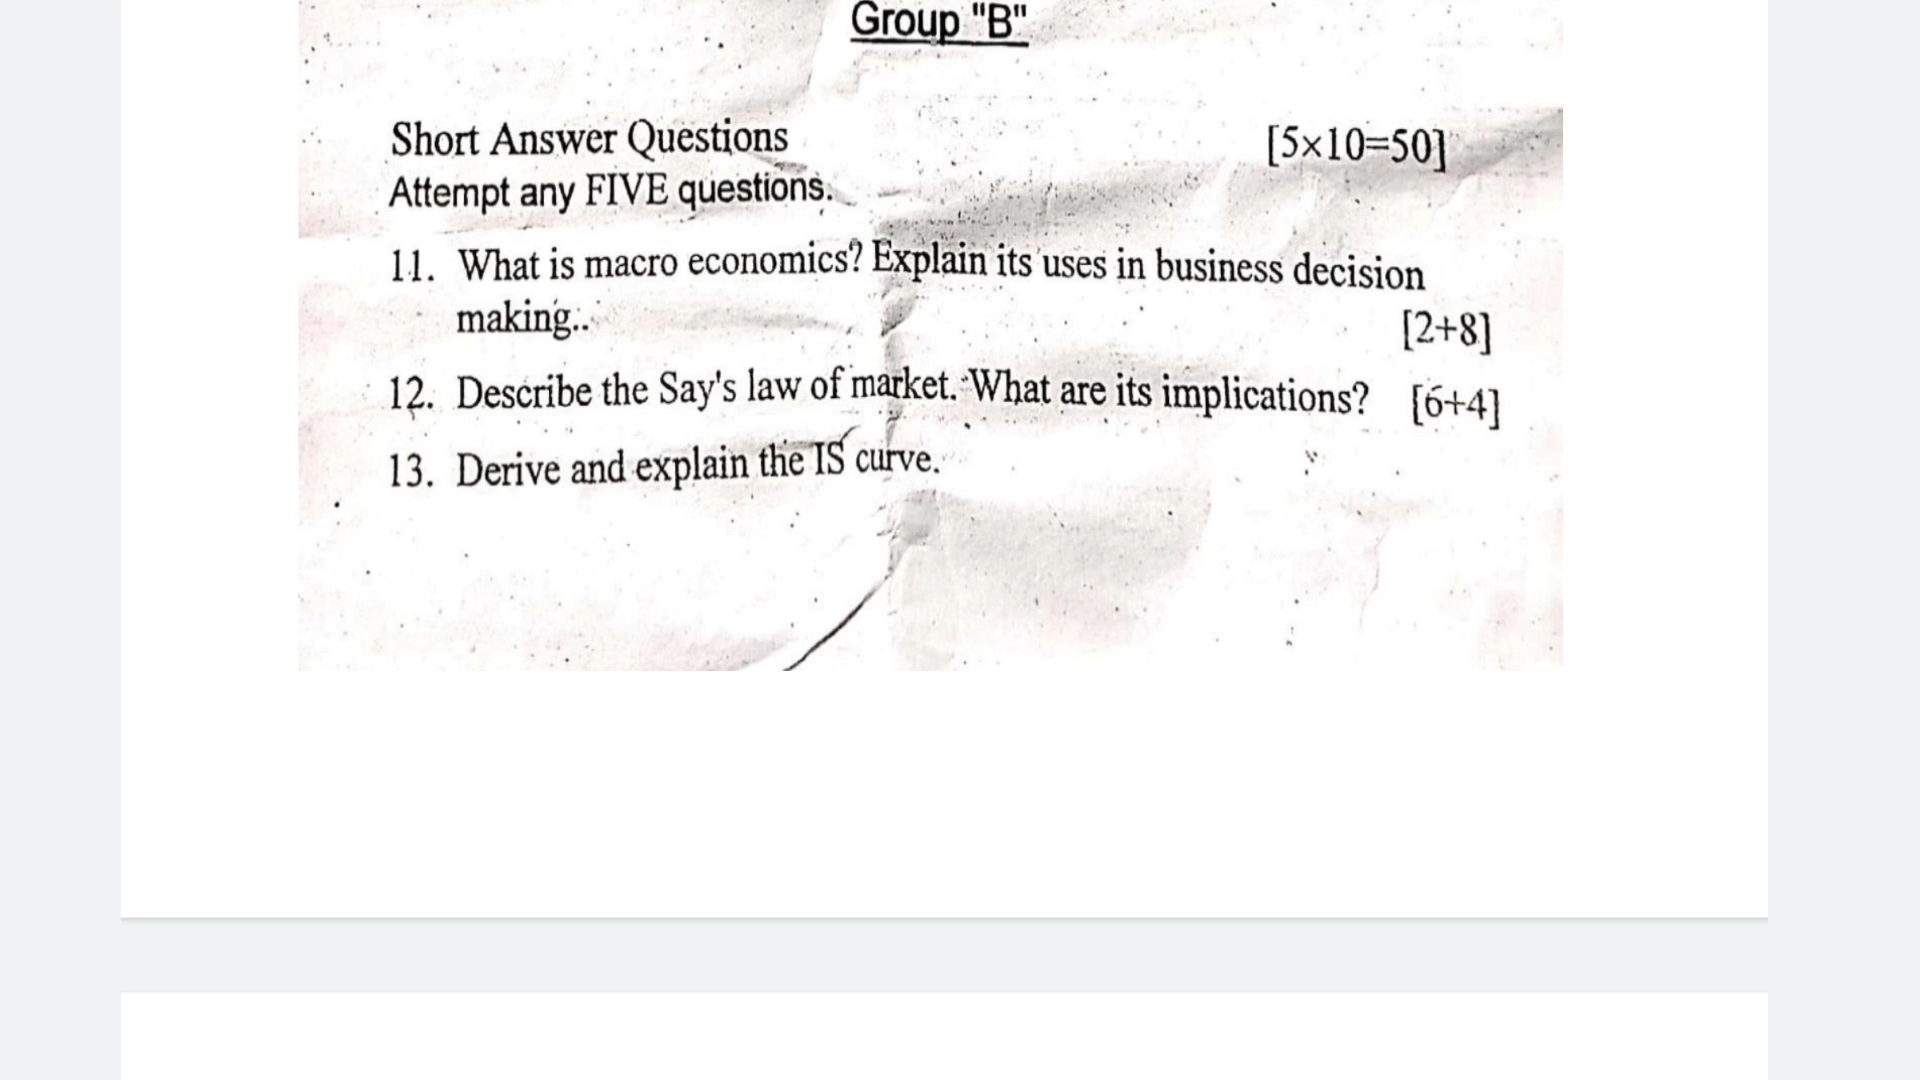 Group "B"
Short Answer Questions [5×10=50]
Attempt any FIVE questions.
11. What is macro economics? Explain its uses in business decision
making.. [2+8]
12. Describe the Say's law of market. What are its implications? [6+4]
13. Derive and explain the IS curve.